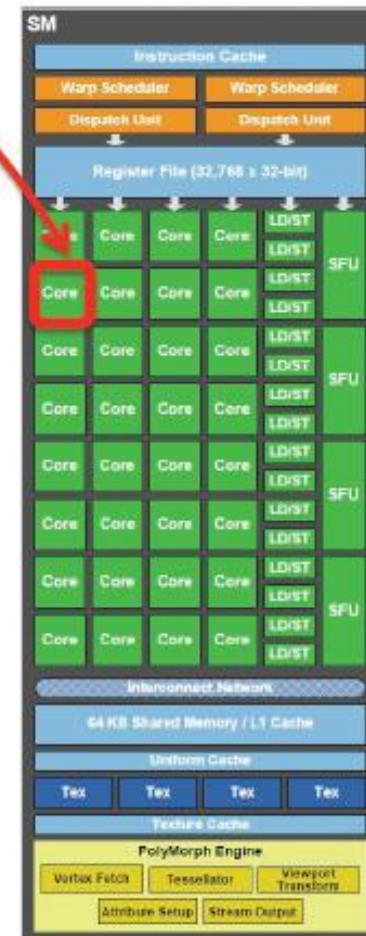 SM
Instruction Cache
Warp Scheduler Warp Scheduler
Dispatch Unit Dispatch Unit
Register File (32,768 x 32-bit)
Core Core Core LD/ST
LD/ST
SFU
Core Core Core Core LD/ST
LD/ST
Core Core Core Core LD/ST
LD/ST
SFU
Core Core Core Core LD/ST
LD/ST
Core Core Core Core LD/ST
LD/ST
SFU
Core Core Core Core LD/ST
LD/ST
Core Core Core Core LD/ST
LD/ST
SFU
Core Core Core Core LD/ST
LD/ST
Interconnect Network
64 KB Shared Memory / L1 Cache
Uniform Cache
Tex Tex Tex Tex
Texture Cache
PolyMorph Engine
Vertex Fetch Tessellator Viewport
Transform
Attribute Setup Stream Output